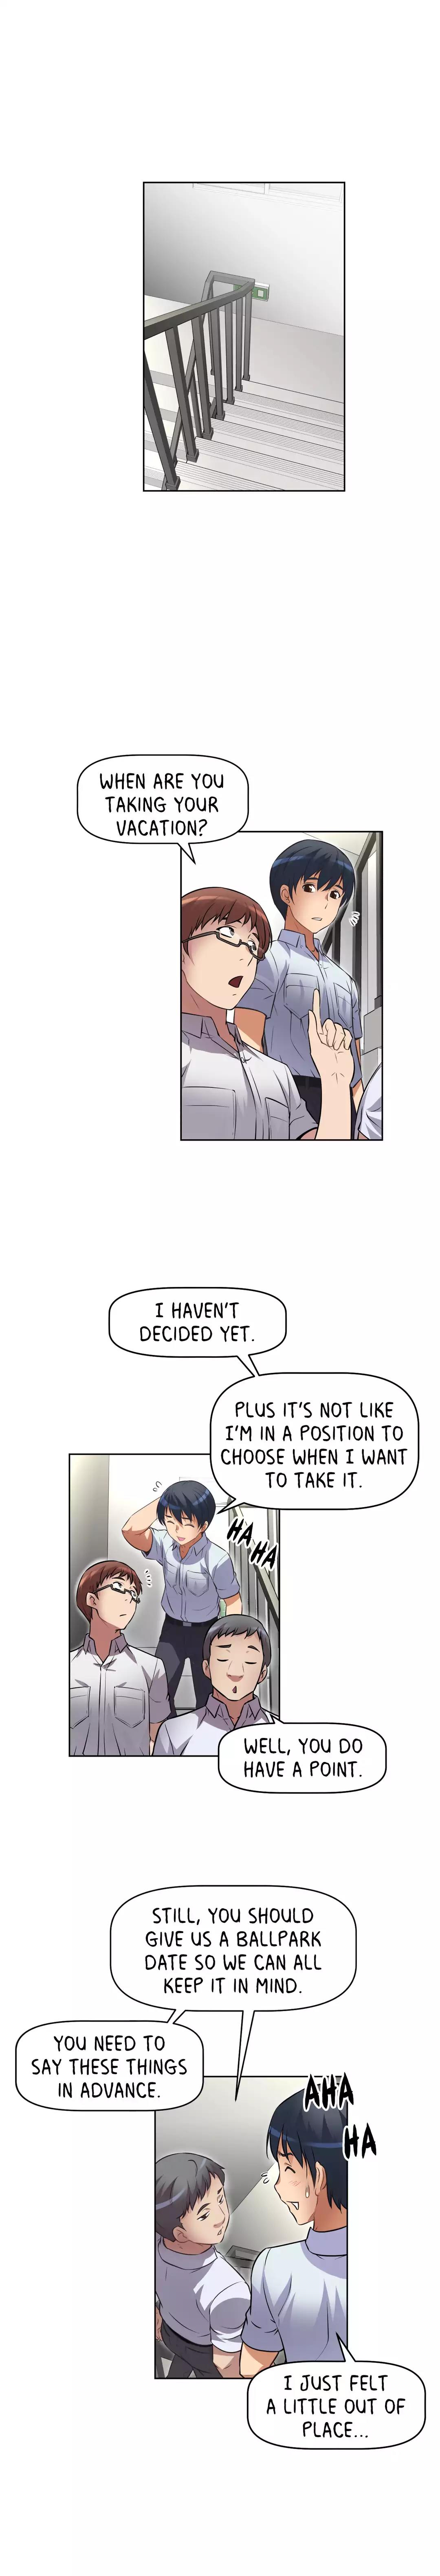 WHEN ARE YOU
TAKING YOUR
VACATION?
I HAVEN'T
DECIDED YET.
PLUS IT'S NOT LIKE
I'M IN A POSITION TO
CHOOSE WHEN I WANT
TO TAKE IT.
HA
HA
WELL, YOU DO
HAVE A POINT.
STILL, YOU SHOULD
GIVE US A BALLPARK
DATE SO WE CAN ALL
KEEP IT IN MIND.
YOU NEED TO
SAY THESE THINGS
IN ADVANCE.
AHA
HA
I JUST FELT
A LITTLE OUT OF
PLACE...